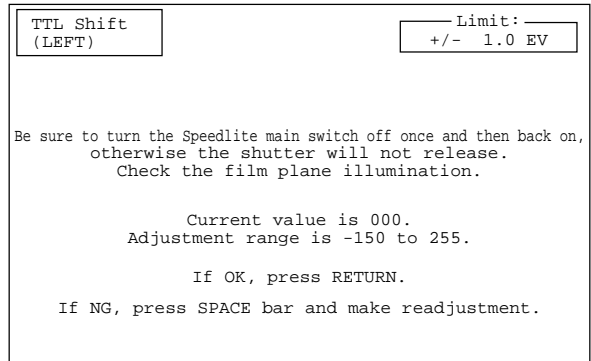 TTL Shift
(LEFT)
Limit:
+/- 1.0 EV
Be sure to turn the Speedlite main switch off once and then back on,
otherwise the shutter will not release.
Check the film plane illumination.
Current value is 000.
Adjustment range is -150 to 255.
If OK, press RETURN.
If NG, press SPACE bar and make readjustment.